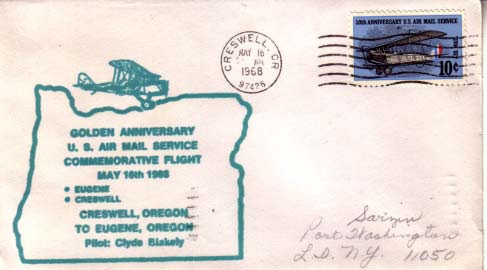 50th ANNIVERSARY U.S. AIR MAIL SERVICE
10¢
CRESWELL, OR
MAY 16
AM
1968
97426
GOLDEN ANNIVERSARY
U. S. AIR MAIL SERVICE
COMMEMORATIVE FLIGHT
MAY 16th 1968
• EUGENE
• CRESWELL
CRESWELL, OREGON
TO EUGENE, OREGON
Pilot: Clyde Blakely
Port Washington
L.I. N.Y. 11050